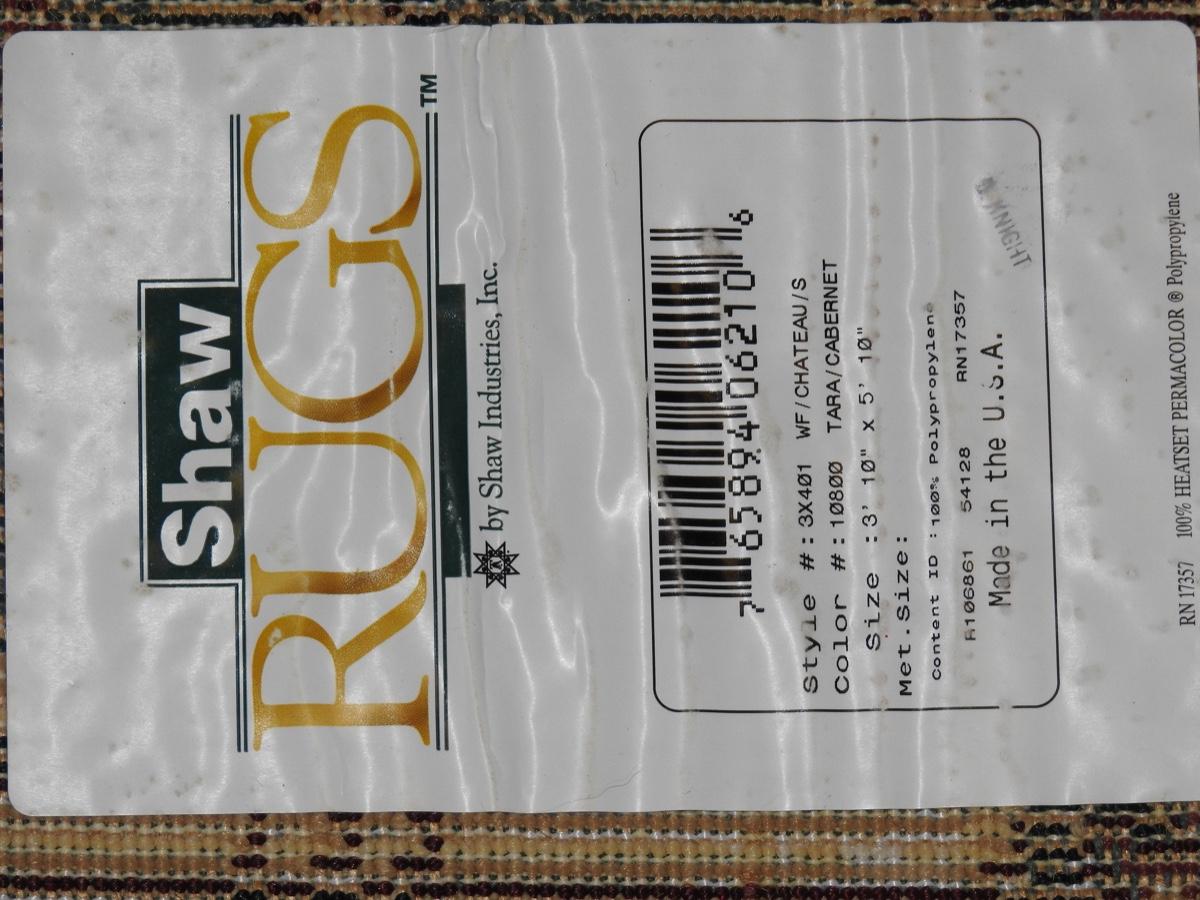 Shaw
RUGS™
by Shaw Industries, Inc.
7 65894 06210 6
Style #: 3X401 WF/CHATEAU/S
Color #: 10800 TARA/CABERNET
Size : 3' 10" x 5' 10"
Met.Size:
Content ID : 100% Polypropylene
R106861 54128 RN17357
Made in the U.S.A.
RN 17357 100% HEATSET PERMACOLOR ® Polypropylene